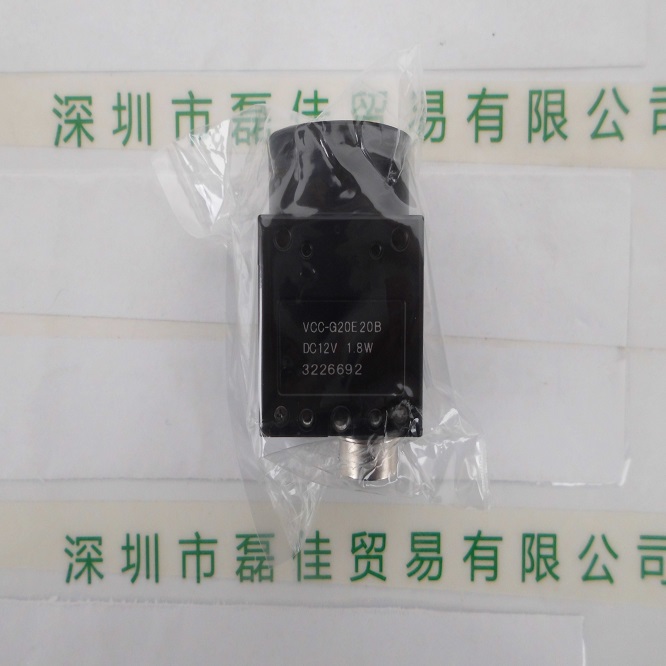 深圳市磊佳贸易有限公司
VCC-G20E20B
DC12V 1.8W
3226692
深圳市磊佳贸易有限公